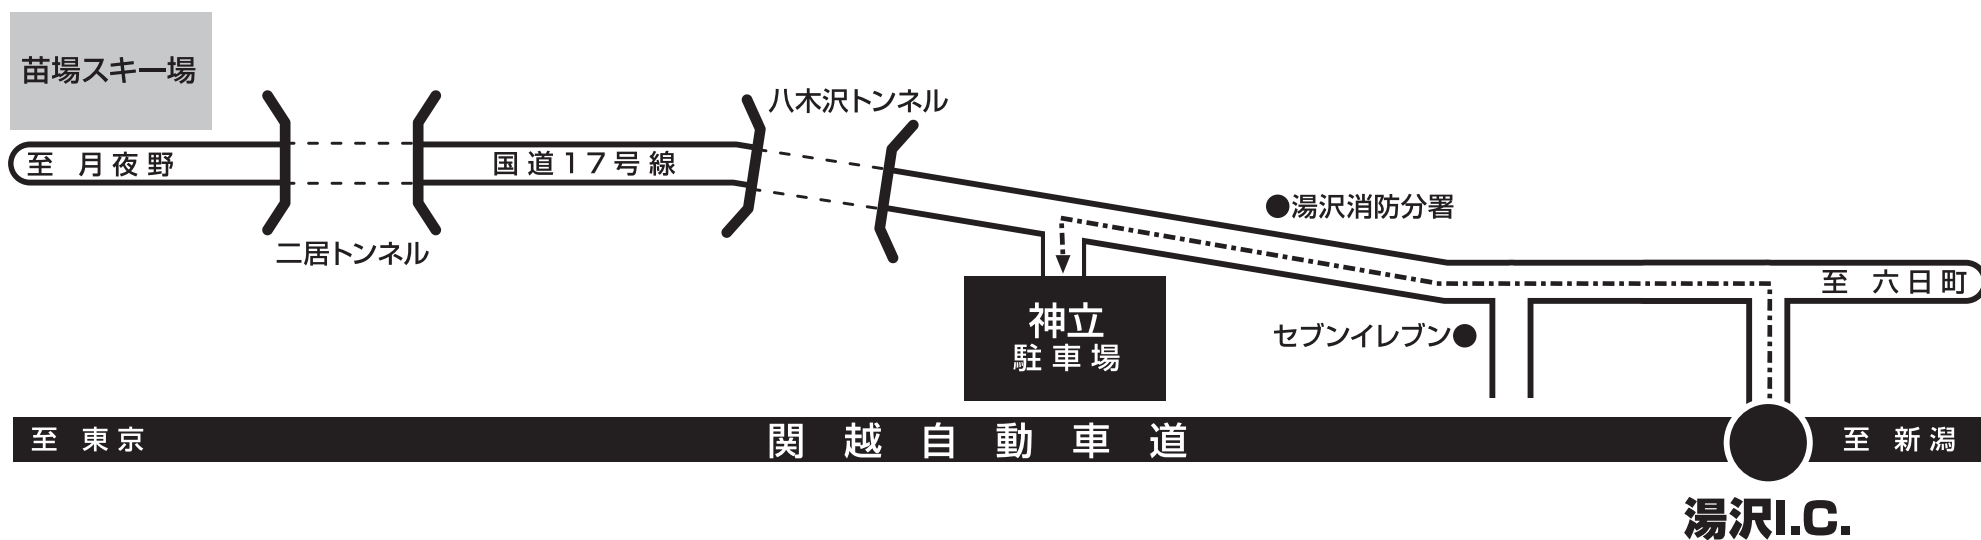 苗場スキー場
八木沢トンネル
至 月夜野
国道17号線
●湯沢消防分署
二居トンネル
至 六日町
神立
駐車場
セブンイレブン●
至 東京
関越自動車道
至 新潟
湯沢I.C.